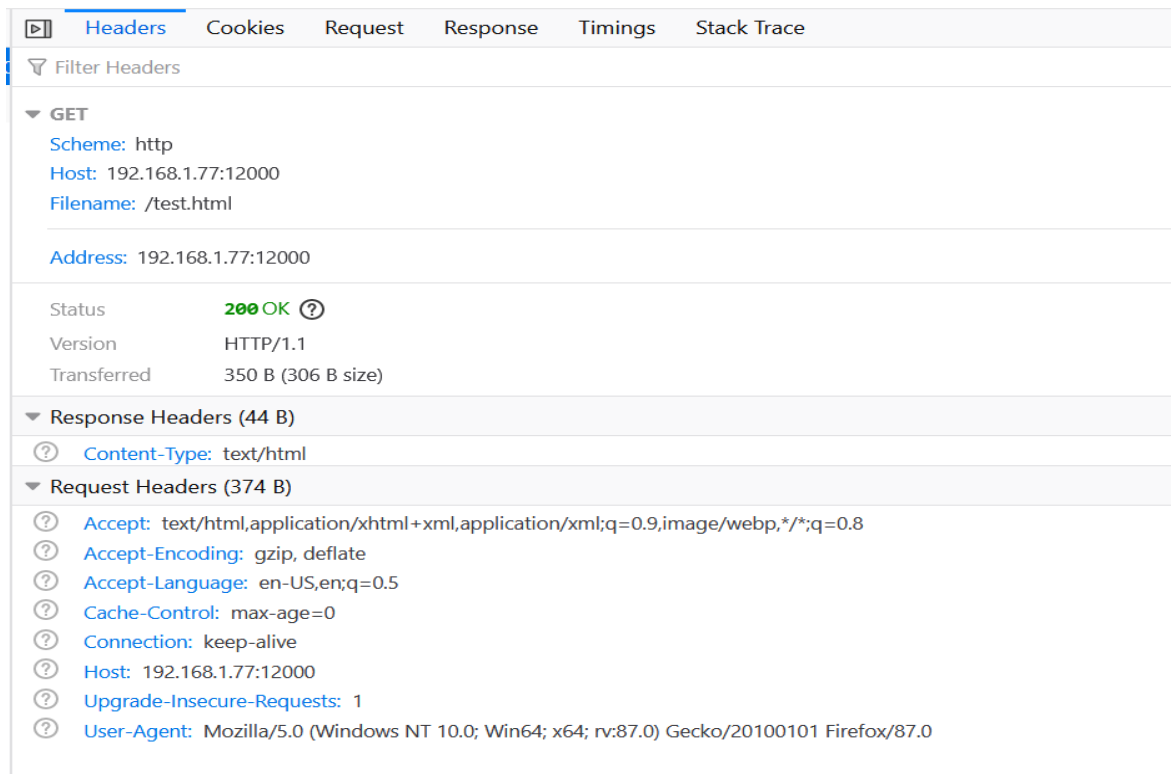 Headers Cookies Request Response Timings Stack Trace
Filter Headers
GET
Scheme: http
Host: 192.168.1.77:12000
Filename: /test.html
Address: 192.168.1.77:12000
Status 200 OK ?
Version HTTP/1.1
Transferred 350 B (306 B size)
Response Headers (44 B)
? Content-Type: text/html
Request Headers (374 B)
? Accept: text/html,application/xhtml+xml,application/xml;q=0.9,image/webp,*/*;q=0.8
? Accept-Encoding: gzip, deflate
? Accept-Language: en-US,en;q=0.5
? Cache-Control: max-age=0
? Connection: keep-alive
? Host: 192.168.1.77:12000
? Upgrade-Insecure-Requests: 1
? User-Agent: Mozilla/5.0 (Windows NT 10.0; Win64; x64; rv:87.0) Gecko/20100101 Firefox/87.0